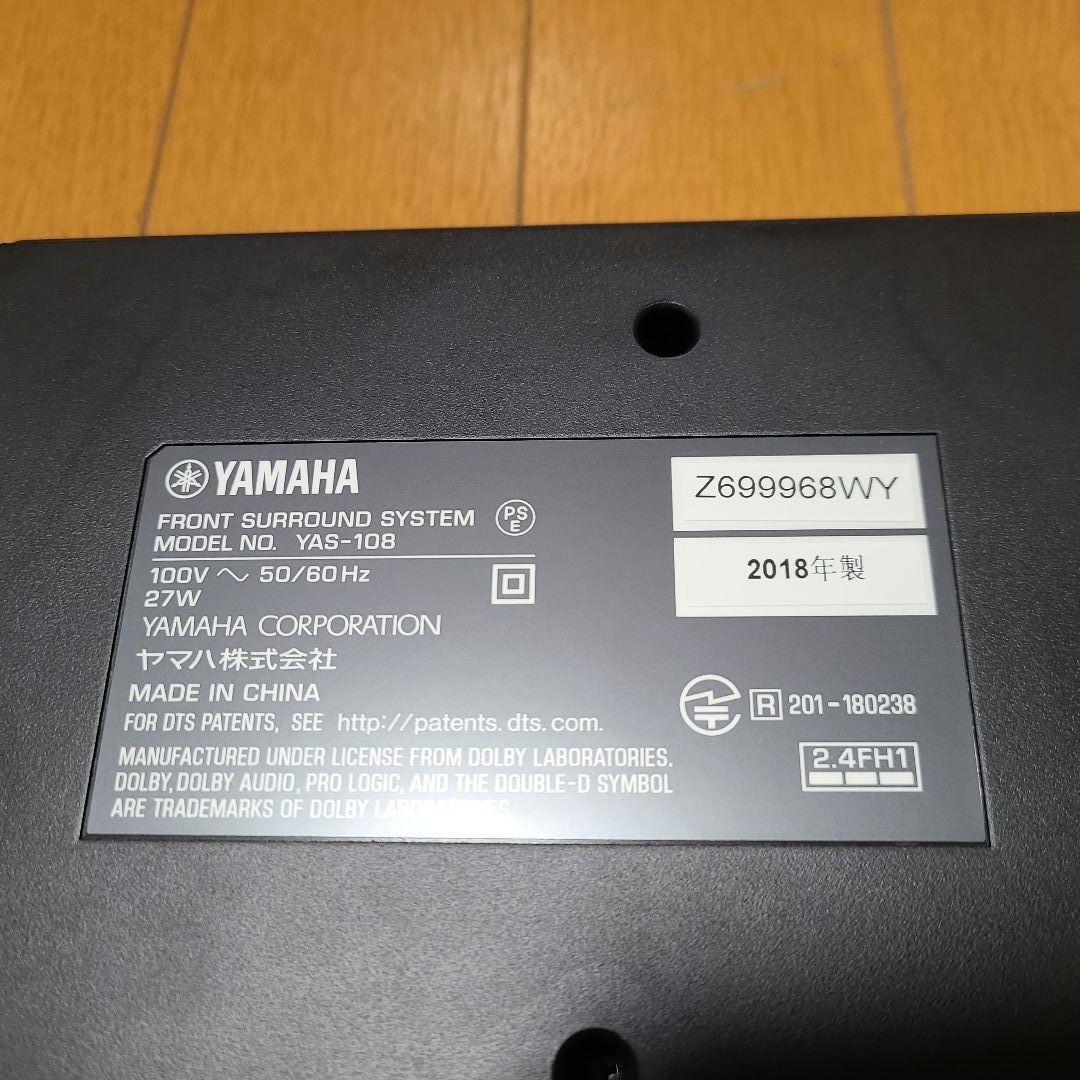 YAMAHA
FRONT SURROUND SYSTEM
MODEL NO. YAS-108
PS
E
100V ～ 50/60Hz
27W
YAMAHA CORPORATION
ヤマハ株式会社
MADE IN CHINA
FOR DTS PATENTS, SEE http://patents.dts.com.
MANUFACTURED UNDER LICENSE FROM DOLBY LABORATORIES.
DOLBY, DOLBY AUDIO, PRO LOGIC, AND THE DOUBLE-D SYMBOL
ARE TRADEMARKS OF DOLBY LABORATORIES.
Z699968WY
2018年製
R 201-180238
2.4FH1